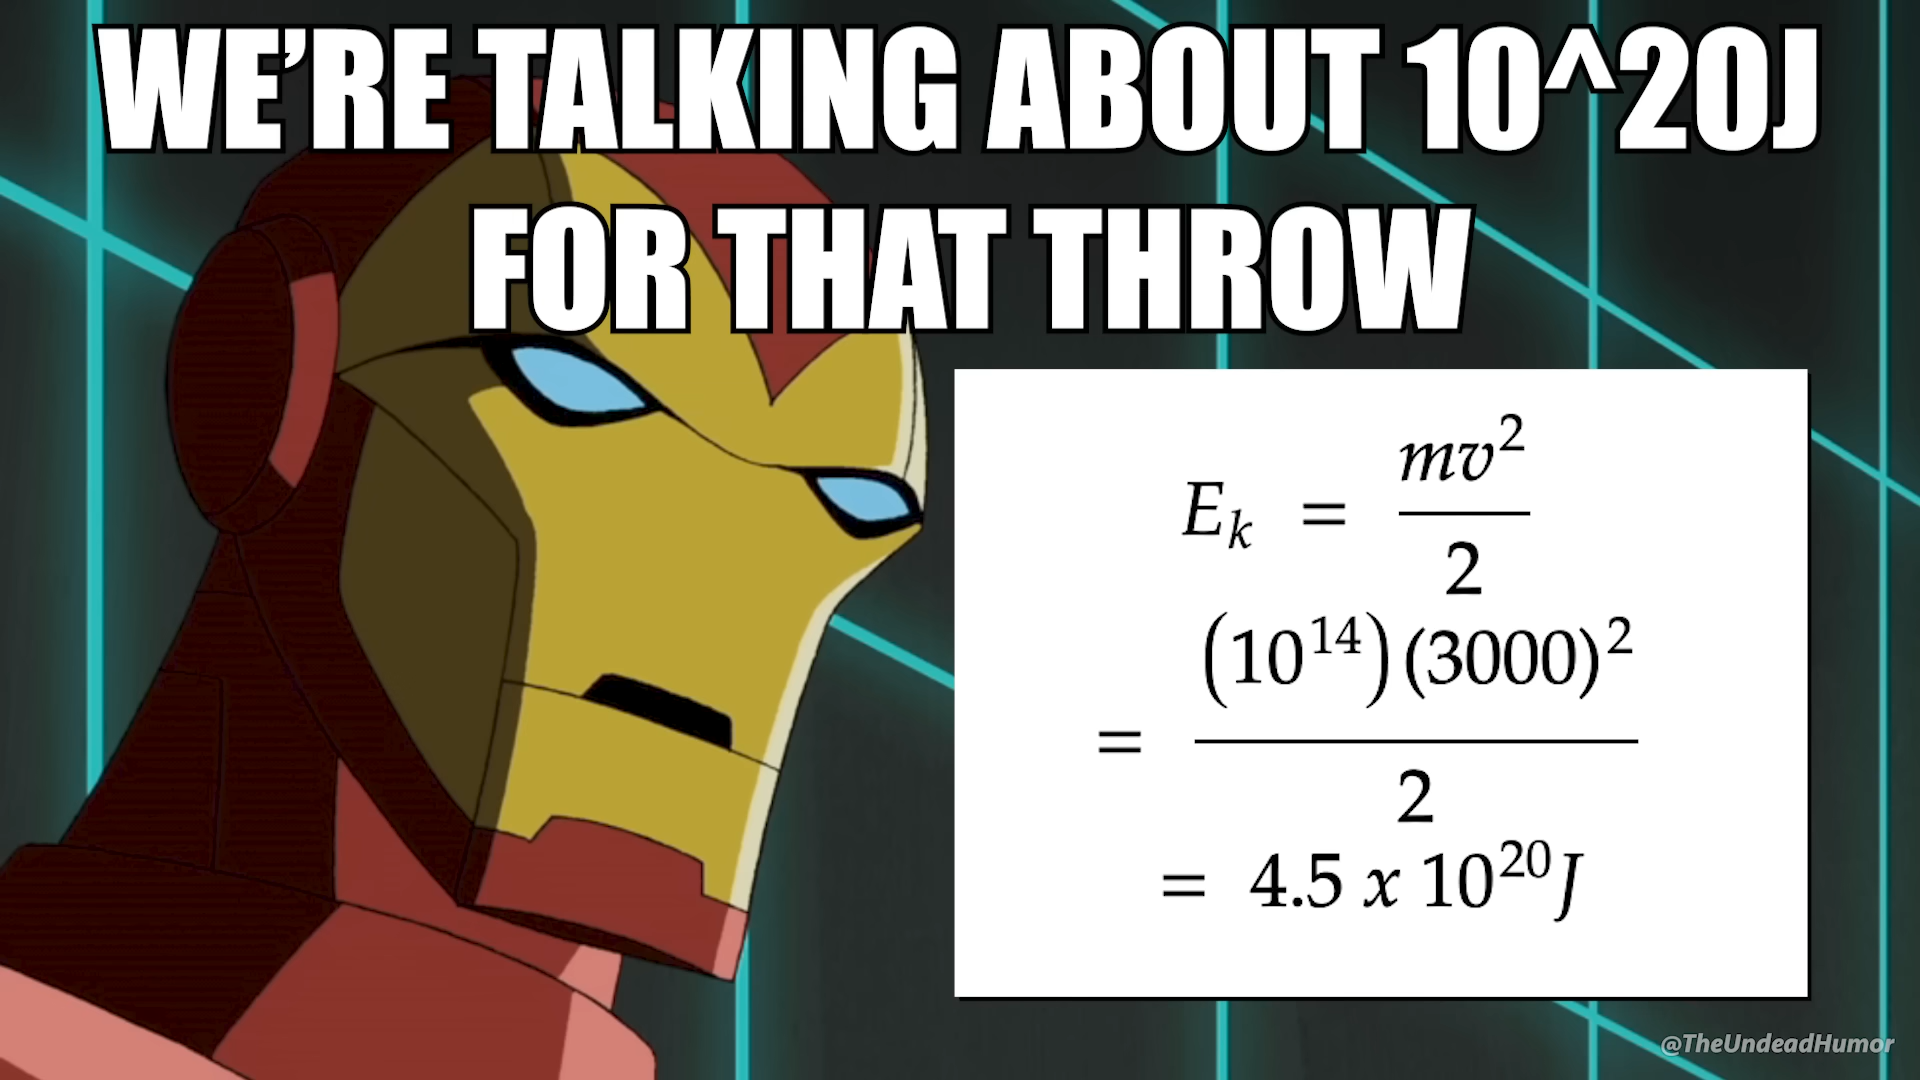 WE'RE TALKING ABOUT 10^20J
FOR THAT THROW
E_k = mv^2 / 2
= (10^14)(3000)^2 / 2
= 4.5 x 10^20 J
@TheUndeadHumor